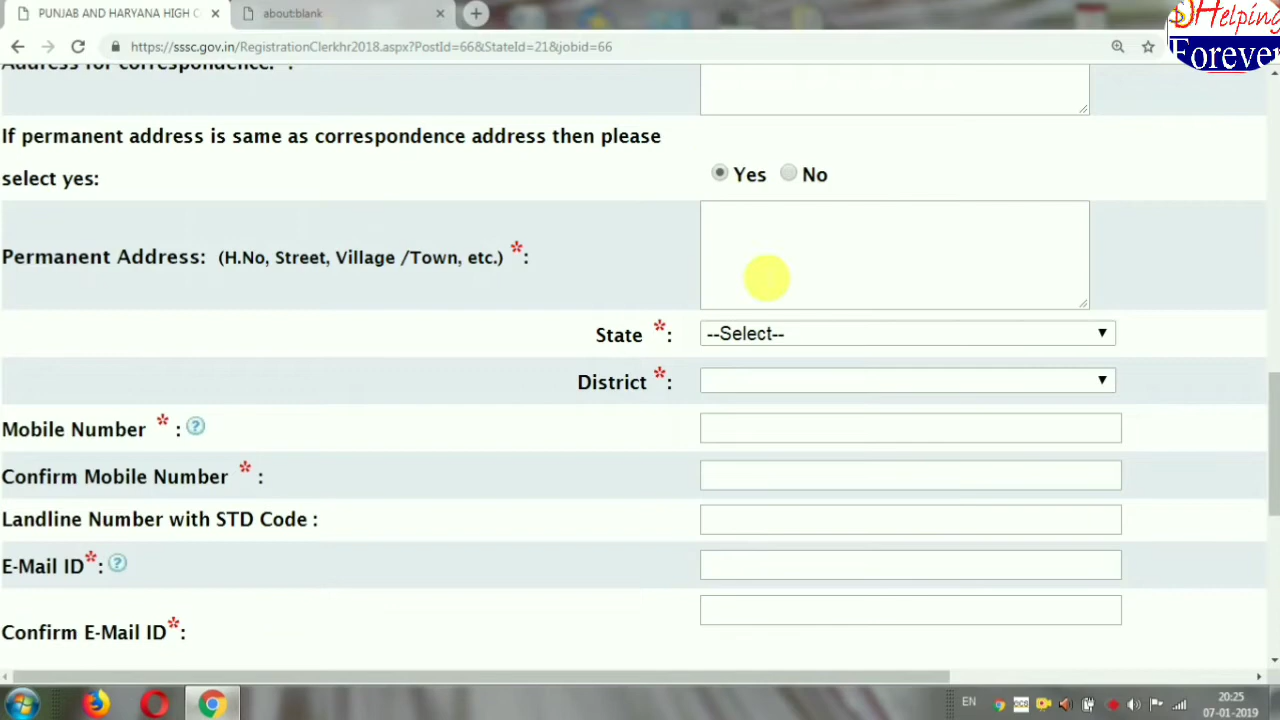 PUNJAB AND HARYANA HIGH C
about:blank
https://sssc.gov.in/RegistrationClerkhr2018.aspx?PostId=66&StateId=21&jobid=66
Helping
Forever
Address for correspondence: * :
If permanent address is same as correspondence address then please
select yes:
Yes No
Permanent Address: (H.No, Street, Village /Town, etc.) * :
State * :
--Select--
District * :
Mobile Number * : ?
Confirm Mobile Number * :
Landline Number with STD Code :
E-Mail ID*: ?
Confirm E-Mail ID*:
EN
20:25
07-01-2019